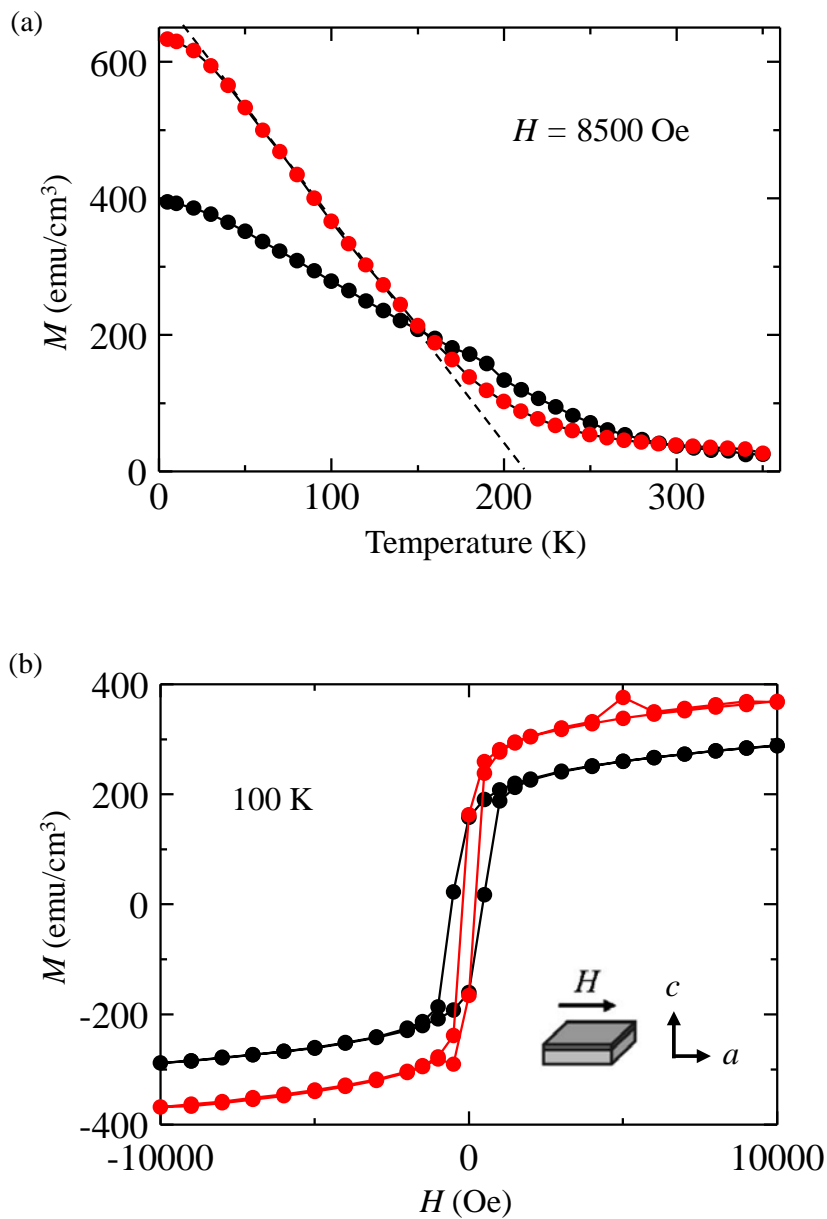 (a)
600
400
200
0
M (emu/cm³)
H = 8500 Oe
0 100 200 300
Temperature (K)
(b)
400
200
0
-200
-400
M (emu/cm³)
100 K
H
c
a
-10000 0 10000
H (Oe)